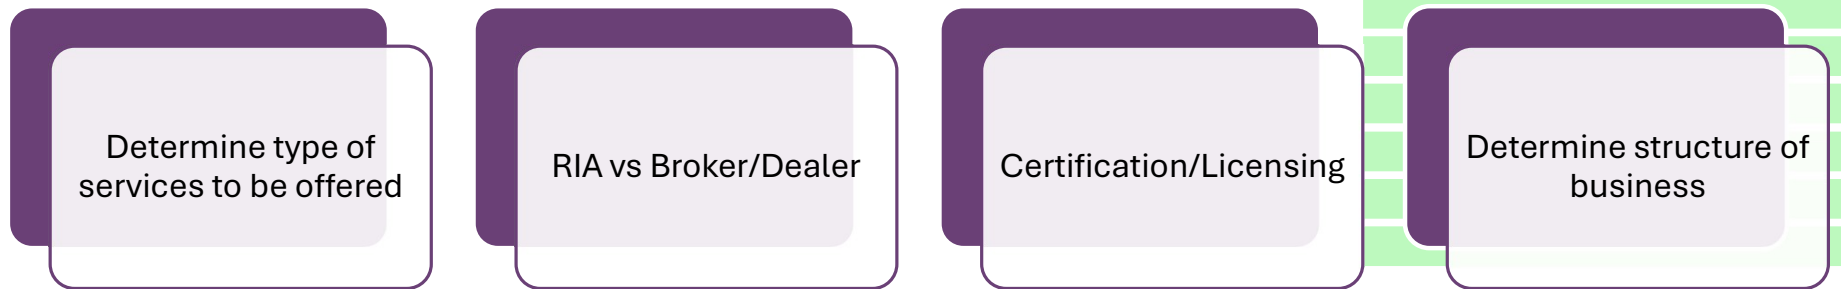 Determine type of
services to be offered
RIA vs Broker/Dealer
Certification/Licensing
Determine structure of
business